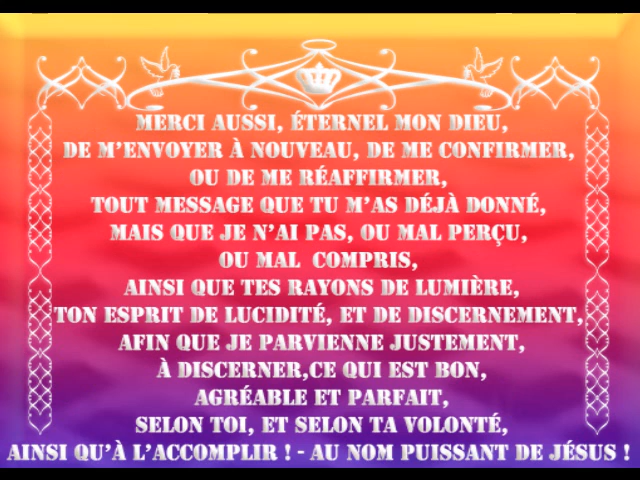 MERCI AUSSI, ÉTERNEL MON DIEU,
DE M'ENVOYER À NOUVEAU, DE ME CONFIRMER,
OU DE ME RÉAFFIRMER,
TOUT MESSAGE QUE TU M'AS DÉJÀ DONNÉ,
MAIS QUE JE N'AI PAS, OU MAL PERÇU,
OU MAL COMPRIS,
AINSI QUE TES RAYONS DE LUMIÈRE,
TON ESPRIT DE LUCIDITÉ, ET DE DISCERNEMENT,
AFIN QUE JE PARVIENNE JUSTEMENT,
À DISCERNER,CE QUI EST BON,
AGRÉABLE ET PARFAIT,
SELON TOI, ET SELON TA VOLONTÉ,
AINSI QU'À L'ACCOMPLIR ! - AU NOM PUISSANT DE JÉSUS !